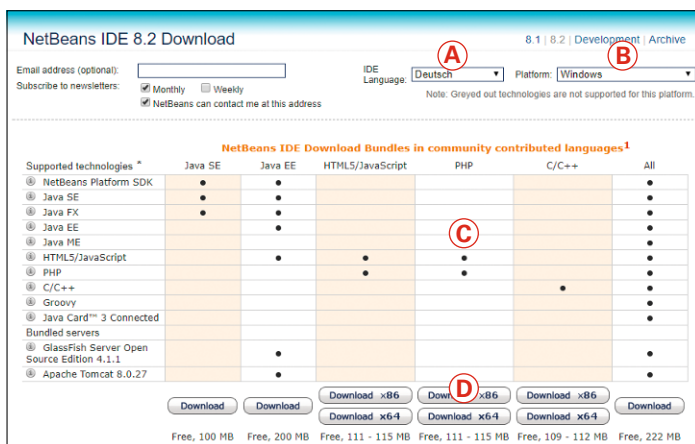 NetBeans IDE 8.2 Download
8.1 | 8.2 | Development | Archive
A
B
Email address (optional):
IDE Language: Deutsch
Platform: Windows
Subscribe to newsletters:
Monthly Weekly
NetBeans can contact me at this address
Note: Greyed out technologies are not supported for this platform.
NetBeans IDE Download Bundles in community contributed languages1
Supported technologies * Java SE Java EE HTML5/JavaScript PHP C/C++ All
NetBeans Platform SDK • • •
Java SE • • •
Java FX • • •
Java EE • •
C
Java ME •
HTML5/JavaScript • • • •
PHP • • •
C/C++ • •
Groovy •
Java Card™ 3 Connected •
Bundled servers
GlassFish Server Open
Source Edition 4.1.1 • •
Apache Tomcat 8.0.27 • •
D
Download x86 Download x86 Download x86
Download Download Download
Download x64 Download x64 Download x64
Free, 100 MB Free, 200 MB Free, 111 - 115 MB Free, 111 - 115 MB Free, 109 - 112 MB Free, 222 MB